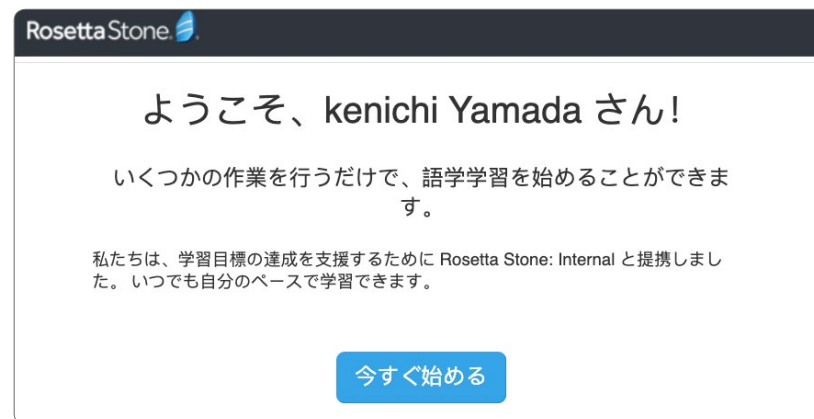 RosettaStone.
ようこそ、kenichi Yamada さん!
いくつかの作業を行うだけで、語学学習を始めることができま
す。
私たちは、学習目標の達成を支援するために Rosetta Stone: Internal と提携しまし
た。 いつでも自分のペースで学習できます。
今すぐ始める